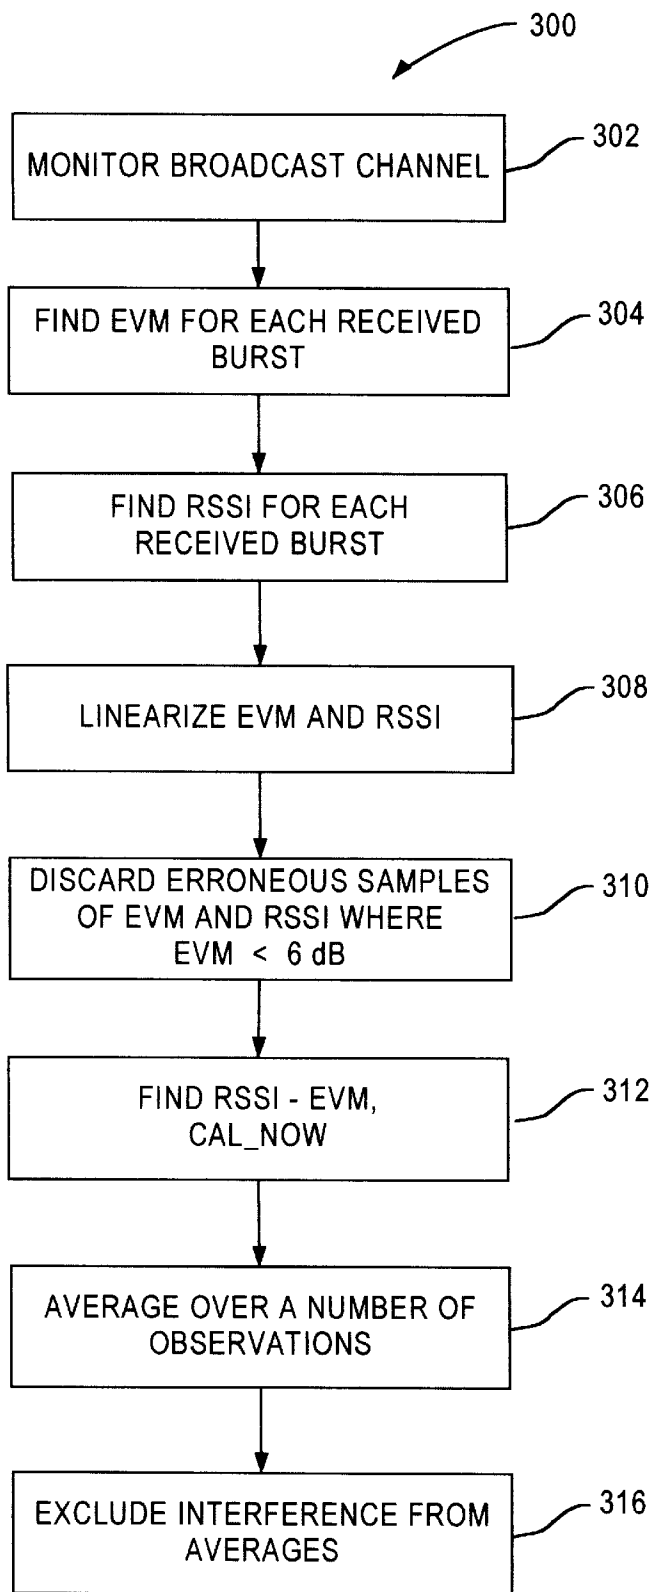 300
MONITOR BROADCAST CHANNEL
302
FIND EVM FOR EACH RECEIVED
BURST
304
FIND RSSI FOR EACH
RECEIVED BURST
306
LINEARIZE EVM AND RSSI
308
DISCARD ERRONEOUS SAMPLES
OF EVM AND RSSI WHERE
EVM < 6 dB
310
FIND RSSI - EVM,
CAL_NOW
312
AVERAGE OVER A NUMBER OF
OBSERVATIONS
314
EXCLUDE INTERFERENCE FROM
AVERAGES
316